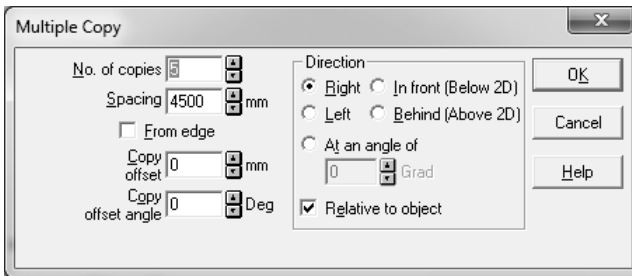 Multiple Copy
x
No. of copies 5
Spacing 4500 mm
From edge
Copy
offset 0 mm
Copy
offset angle 0 Deg
Direction
Right In front (Below 2D)
Left Behind (Above 2D)
At an angle of
0 Grad
Relative to object
OK
Cancel
Help